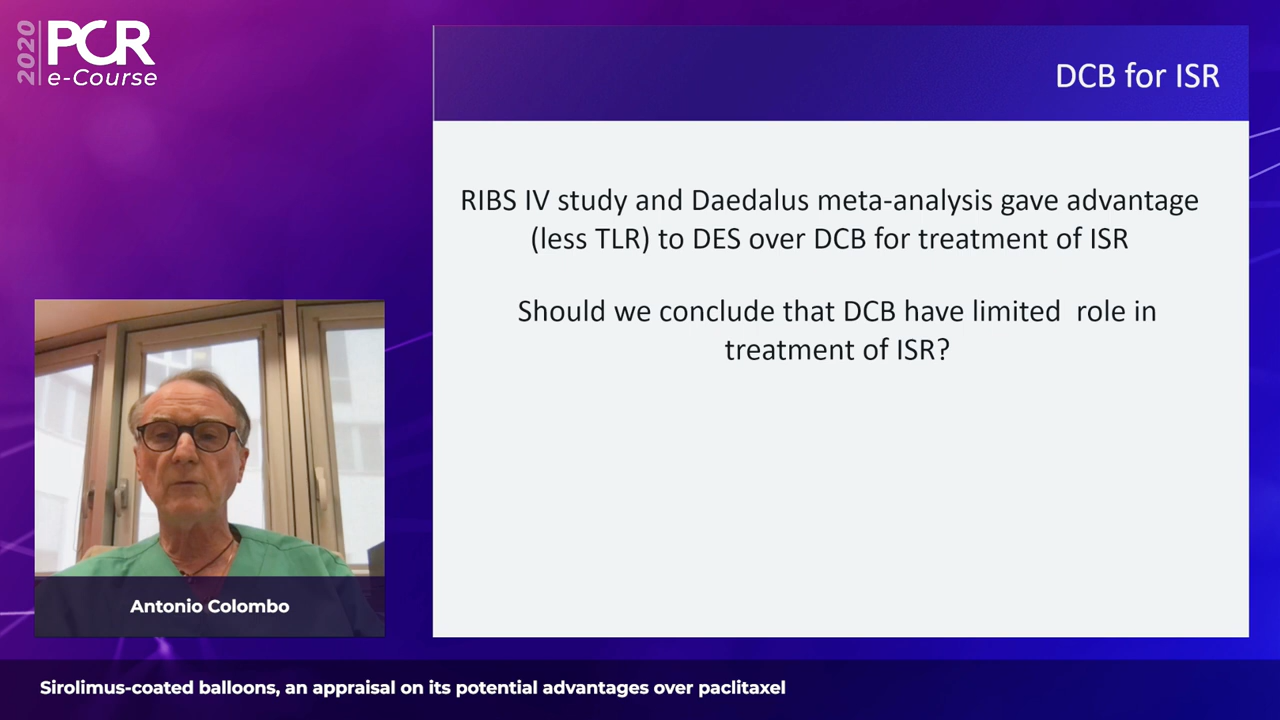 2020
PCR
e-Course
DCB for ISR
RIBS IV study and Daedalus meta-analysis gave advantage
(less TLR) to DES over DCB for treatment of ISR
Should we conclude that DCB have limited  role in
treatment of ISR?
Antonio Colombo
Sirolimus-coated balloons, an appraisal on its potential advantages over paclitaxel